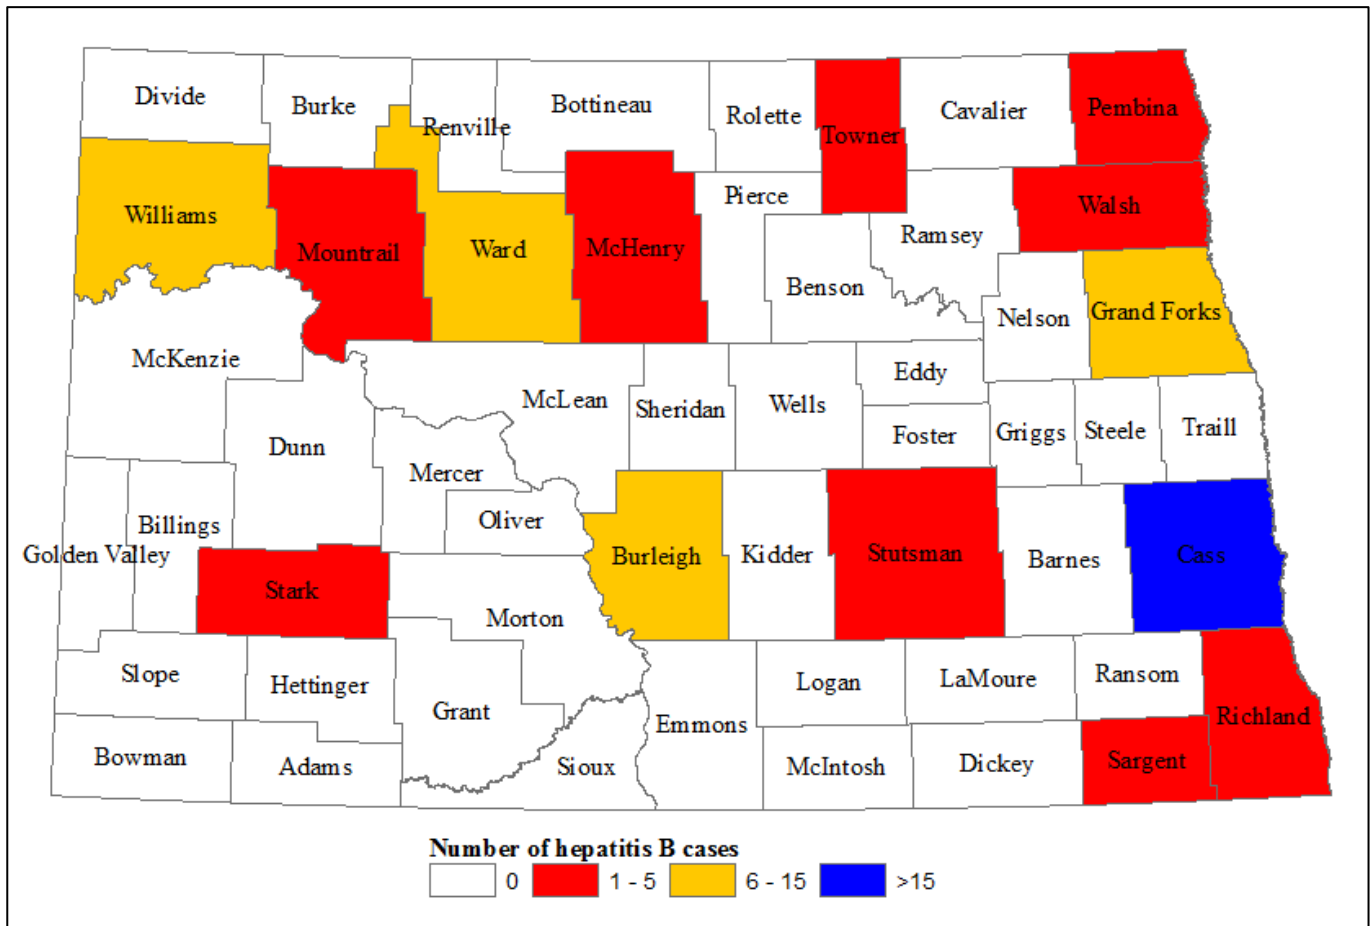 Divide
Burke
Renville
Bottineau
Rolette
Towner
Cavalier
Pembina
Williams
Mountrail
Ward
McHenry
Pierce
Ramsey
Walsh
Benson
Nelson
Grand Forks
McKenzie
McLean
Sheridan
Wells
Eddy
Foster
Griggs
Steele
Traill
Dunn
Mercer
Oliver
Billings
Golden Valley
Stark
Morton
Burleigh
Kidder
Stutsman
Barnes
Cass
Slope
Hettinger
Grant
Emmons
Logan
LaMoure
Ransom
Richland
Bowman
Adams
Sioux
McIntosh
Dickey
Sargent
Number of hepatitis B cases
0 1 - 5 6 - 15 >15